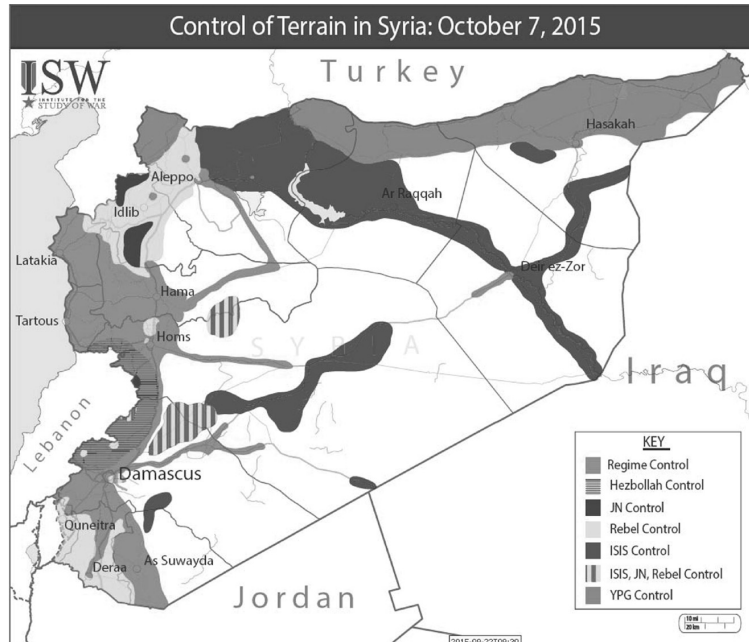 Control of Terrain in Syria: October 7, 2015
ISW
INSTITUTE FOR THE
STUDY OF WAR
Turkey
Hasakah
Aleppo
Ar Raqqah
Idlib
Latakia
Deir ez-Zor
Hama
Tartous
Homs
SYRIA
Iraq
Lebanon
Damascus
Quneitra
As Suwayda
Deraa
Jordan
KEY
Regime Control
Hezbollah Control
JN Control
Rebel Control
ISIS Control
ISIS, JN, Rebel Control
YPG Control
10 mi
20 km